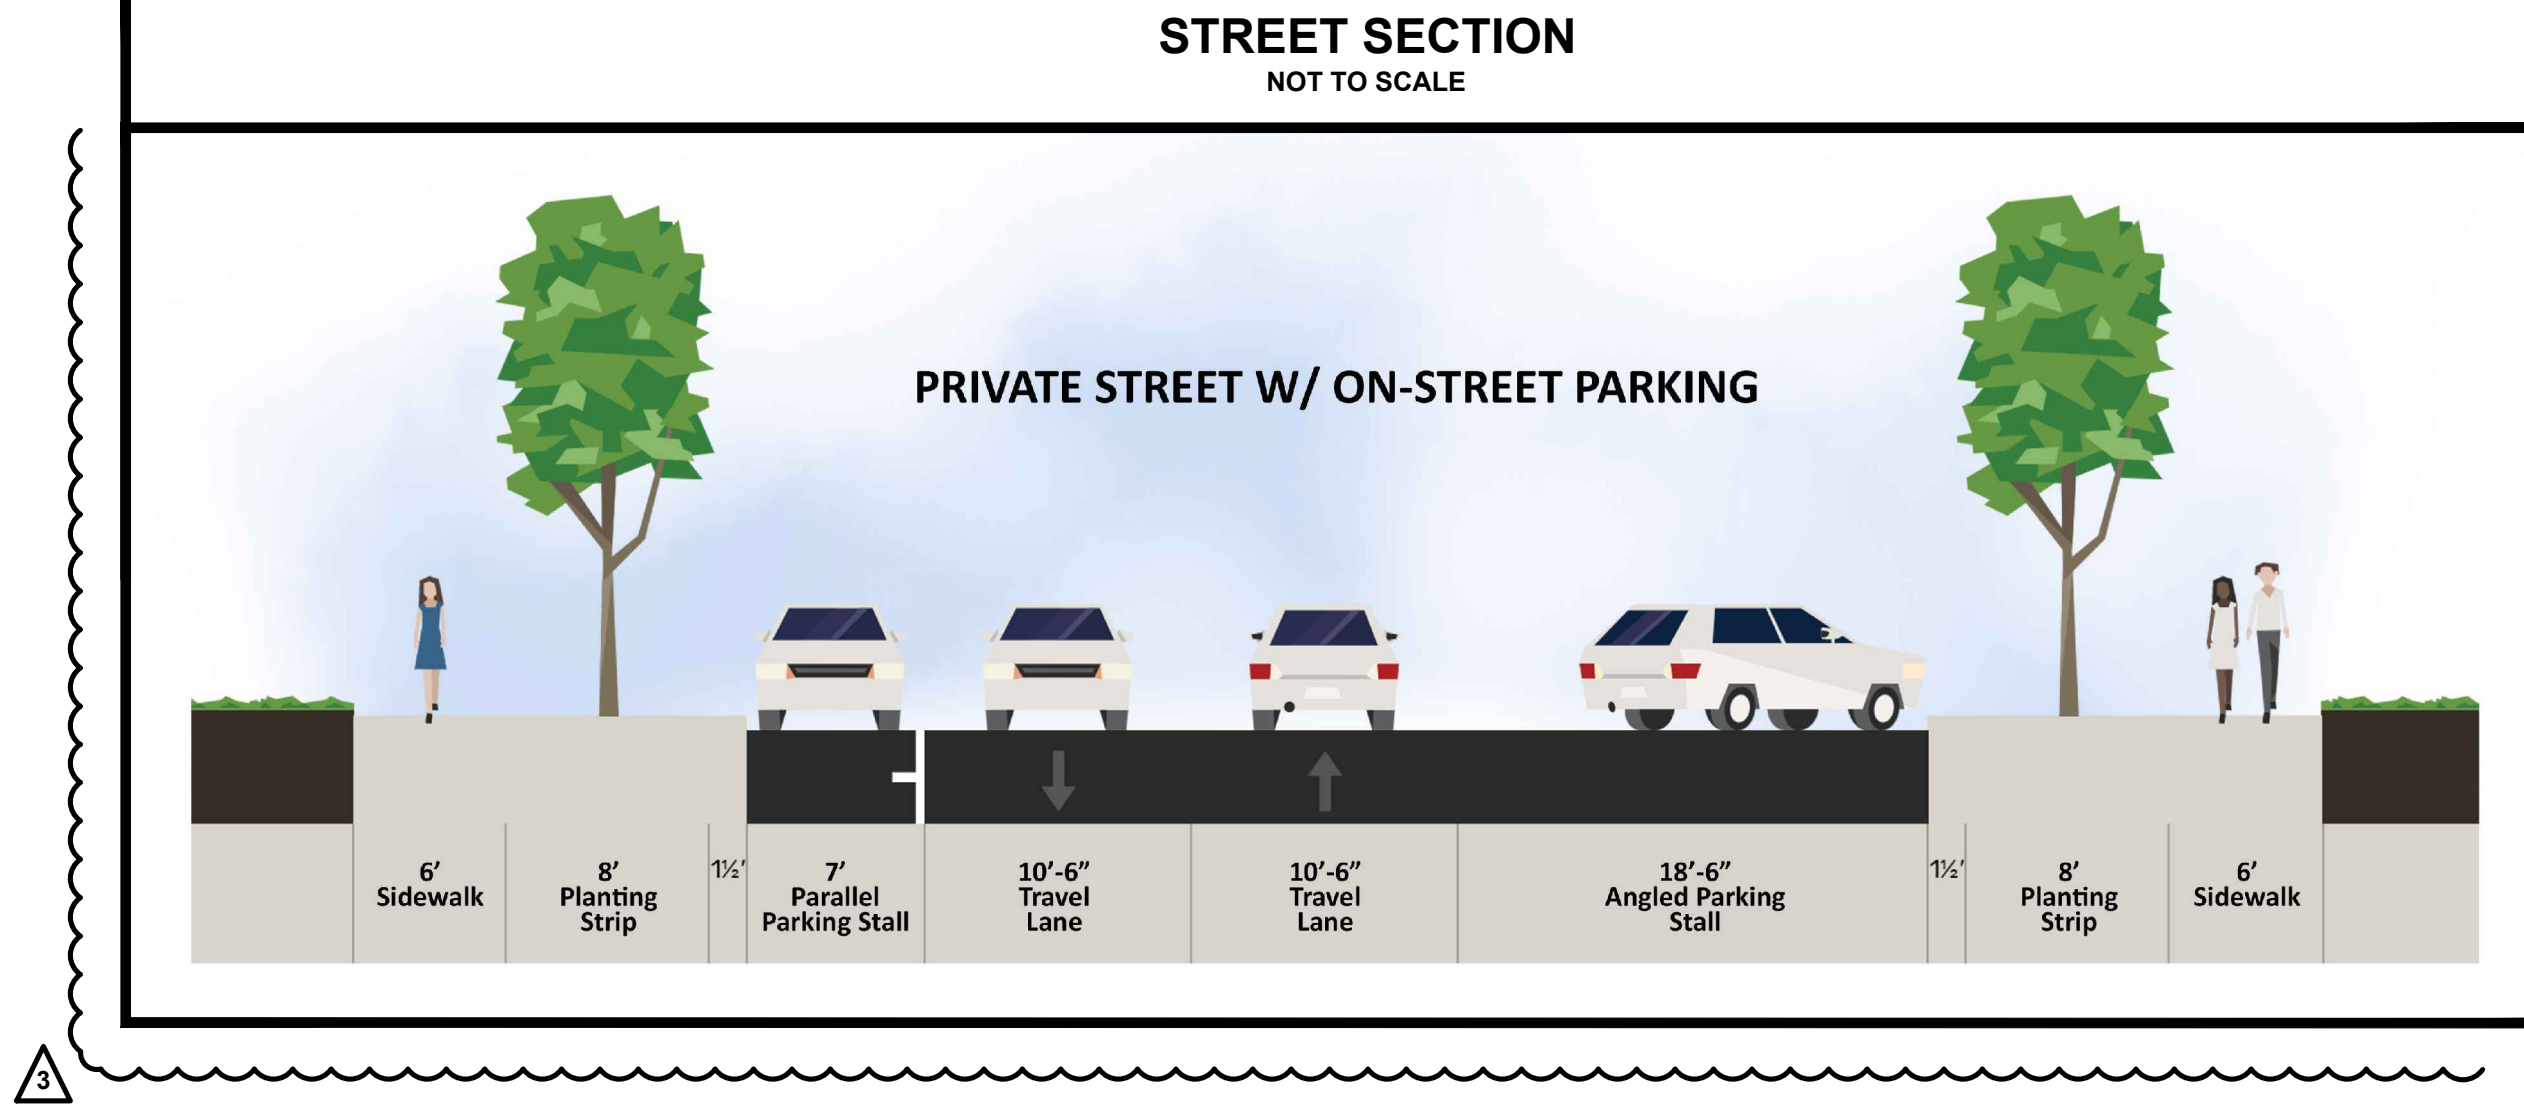 STREET SECTION
NOT TO SCALE
PRIVATE STREET W/ ON-STREET PARKING
6’
Sidewalk
8’
Planting
Strip
1½’
7’
Parallel
Parking Stall
10’-6”
Travel
Lane
10’-6”
Travel
Lane
18’-6”
Angled Parking
Stall
1½’
8’
Planting
Strip
6’
Sidewalk
3